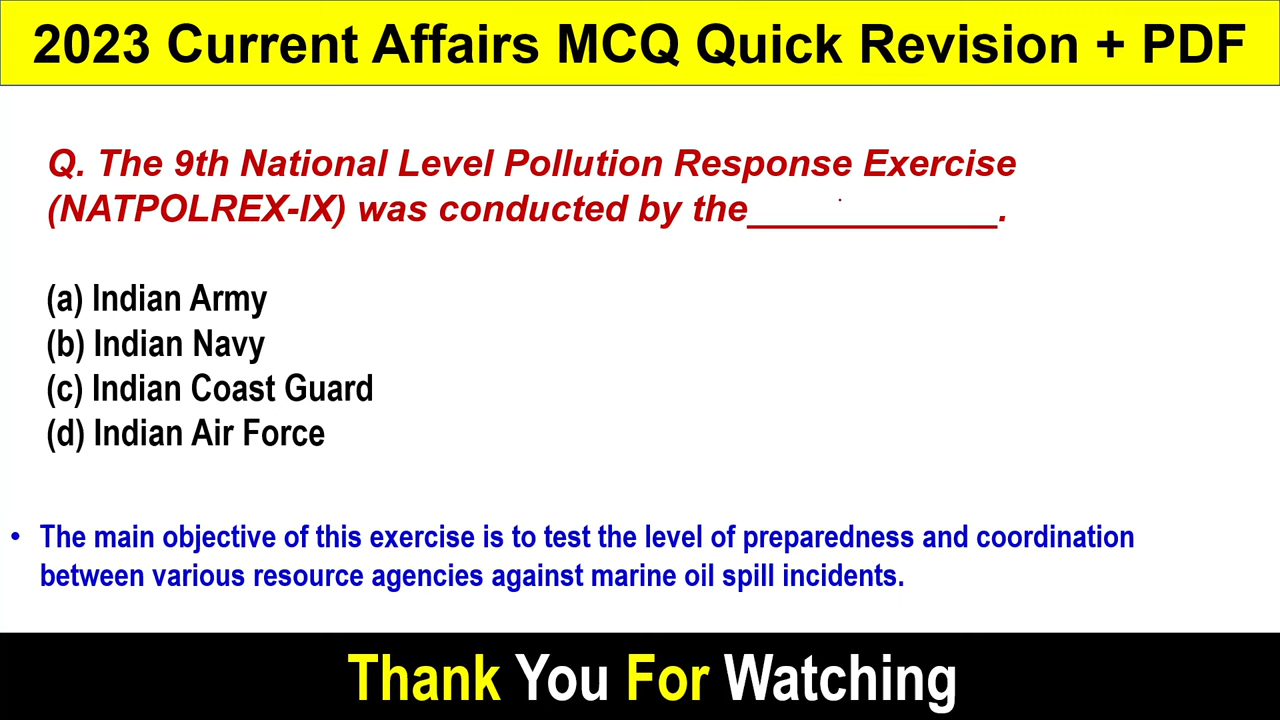 2023 Current Affairs MCQ Quick Revision + PDF
Q. The 9th National Level Pollution Response Exercise
(NATPOLREX-IX) was conducted by the____________.
(a) Indian Army
(b) Indian Navy
(c) Indian Coast Guard
(d) Indian Air Force
• The main objective of this exercise is to test the level of preparedness and coordination
between various resource agencies against marine oil spill incidents.
Thank You For Watching